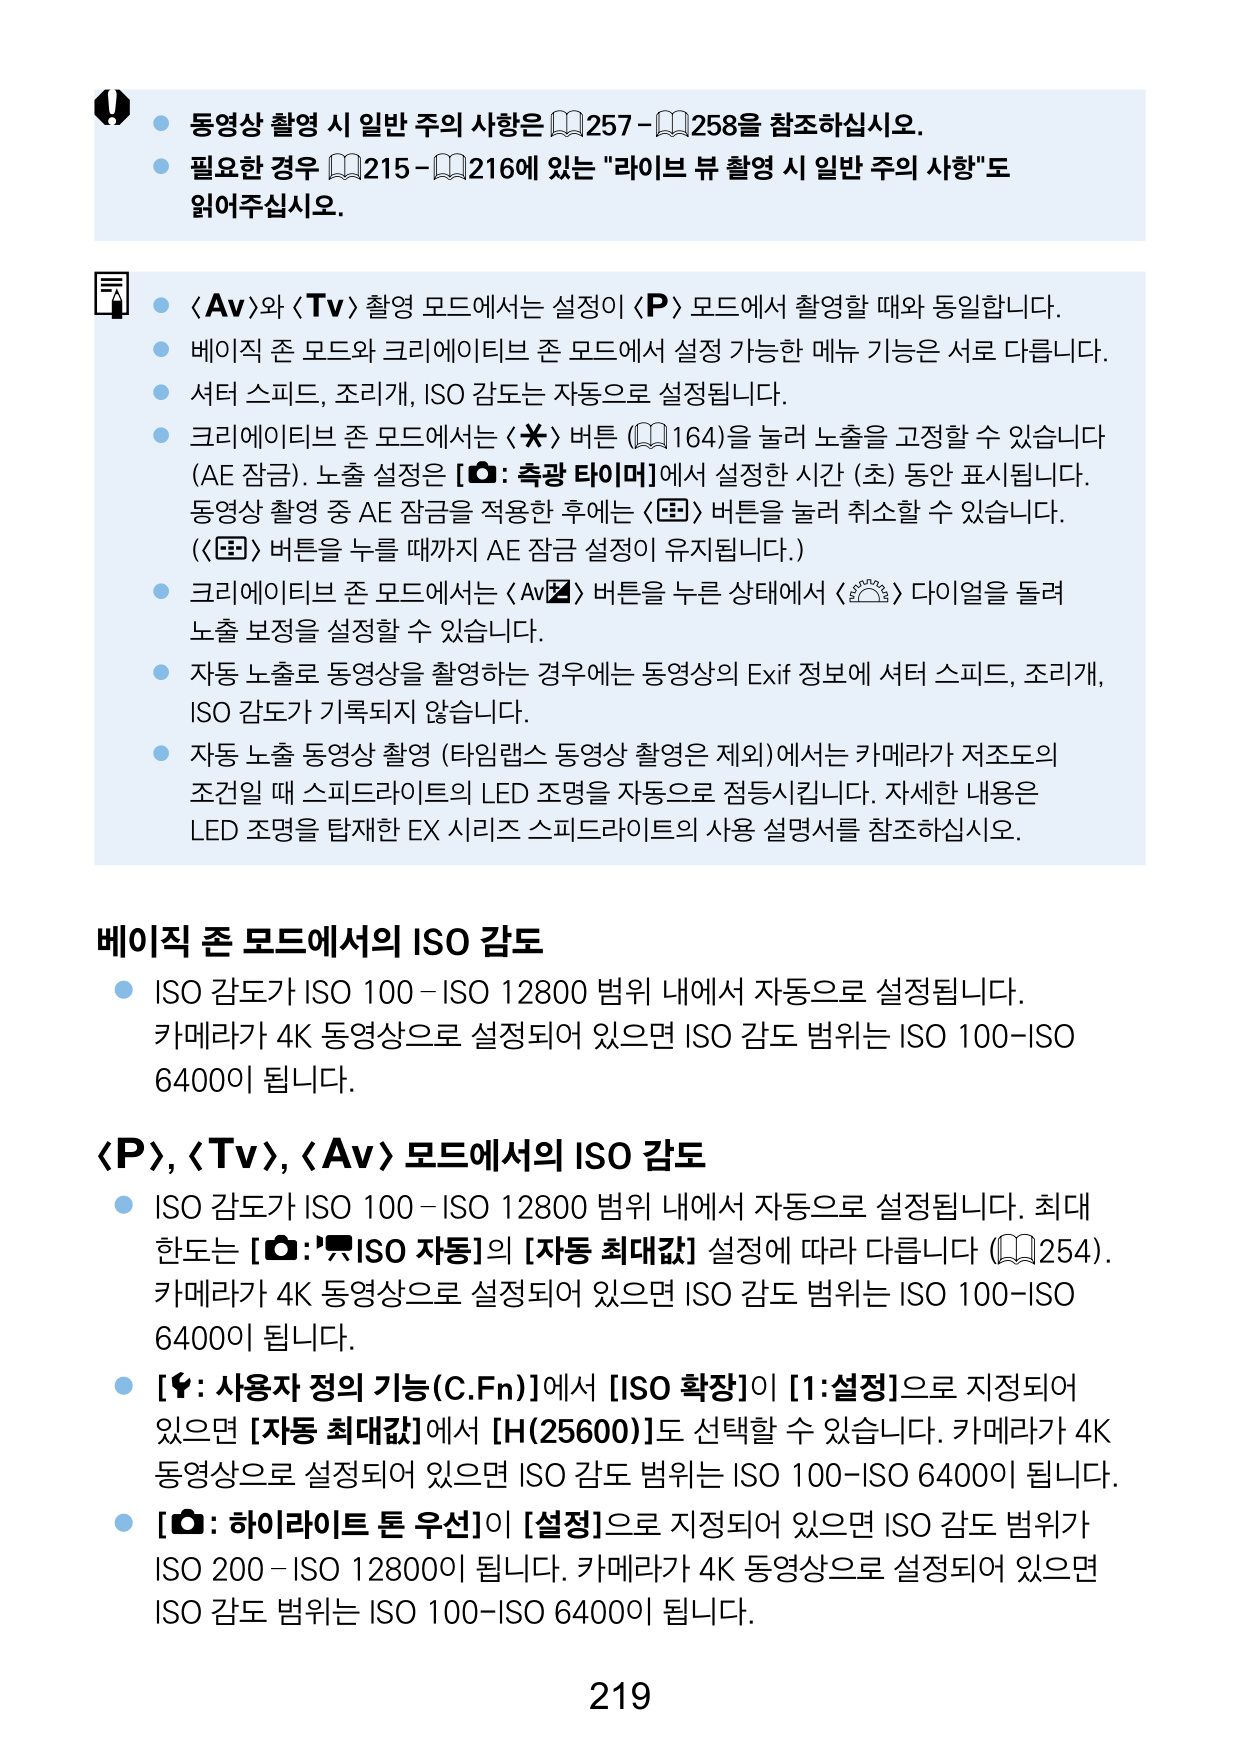 동영상 촬영 시 일반 주의 사항은 257–258을 참조하십시오.
필요한 경우 215–216에 있는 "라이브 뷰 촬영 시 일반 주의 사항"도
읽어주십시오.
〈Av〉와 〈Tv〉 촬영 모드에서는 설정이 〈P〉 모드에서 촬영할 때와 동일합니다.
베이직 존 모드와 크리에이티브 존 모드에서 설정 가능한 메뉴 기능은 서로 다릅니다.
셔터 스피드, 조리개, ISO 감도는 자동으로 설정됩니다.
크리에이티브 존 모드에서는 〈*〉 버튼 (164)을 눌러 노출을 고정할 수 있습니다
(AE 잠금). 노출 설정은 [: 측광 타이머]에서 설정한 시간 (초) 동안 표시됩니다.
동영상 촬영 중 AE 잠금을 적용한 후에는 〈〉 버튼을 눌러 취소할 수 있습니다.
(〈〉 버튼을 누를 때까지 AE 잠금 설정이 유지됩니다.)
크리에이티브 존 모드에서는 〈Av〉 버튼을 누른 상태에서 〈〉 다이얼을 돌려
노출 보정을 설정할 수 있습니다.
자동 노출로 동영상을 촬영하는 경우에는 동영상의 Exif 정보에 셔터 스피드, 조리개,
ISO 감도가 기록되지 않습니다.
자동 노출 동영상 촬영 (타임랩스 동영상 촬영은 제외)에서는 카메라가 저조도의
조건일 때 스피드라이트의 LED 조명을 자동으로 점등시킵니다. 자세한 내용은
LED 조명을 탑재한 EX 시리즈 스피드라이트의 사용 설명서를 참조하십시오.
베이직 존 모드에서의 ISO 감도
ISO 감도가 ISO 100–ISO 12800 범위 내에서 자동으로 설정됩니다.
카메라가 4K 동영상으로 설정되어 있으면 ISO 감도 범위는 ISO 100-ISO
6400이 됩니다.
〈P〉, 〈Tv〉, 〈Av〉 모드에서의 ISO 감도
ISO 감도가 ISO 100–ISO 12800 범위 내에서 자동으로 설정됩니다. 최대
한도는 [: ISO 자동]의 [자동 최대값] 설정에 따라 다릅니다 (254).
카메라가 4K 동영상으로 설정되어 있으면 ISO 감도 범위는 ISO 100-ISO
6400이 됩니다.
[: 사용자 정의 기능(C.Fn)]에서 [ISO 확장]이 [1:설정]으로 지정되어
있으면 [자동 최대값]에서 [H(25600)]도 선택할 수 있습니다. 카메라가 4K
동영상으로 설정되어 있으면 ISO 감도 범위는 ISO 100-ISO 6400이 됩니다.
[: 하이라이트 톤 우선]이 [설정]으로 지정되어 있으면 ISO 감도 범위가
ISO 200–ISO 12800이 됩니다. 카메라가 4K 동영상으로 설정되어 있으면
ISO 감도 범위는 ISO 100-ISO 6400이 됩니다.
219